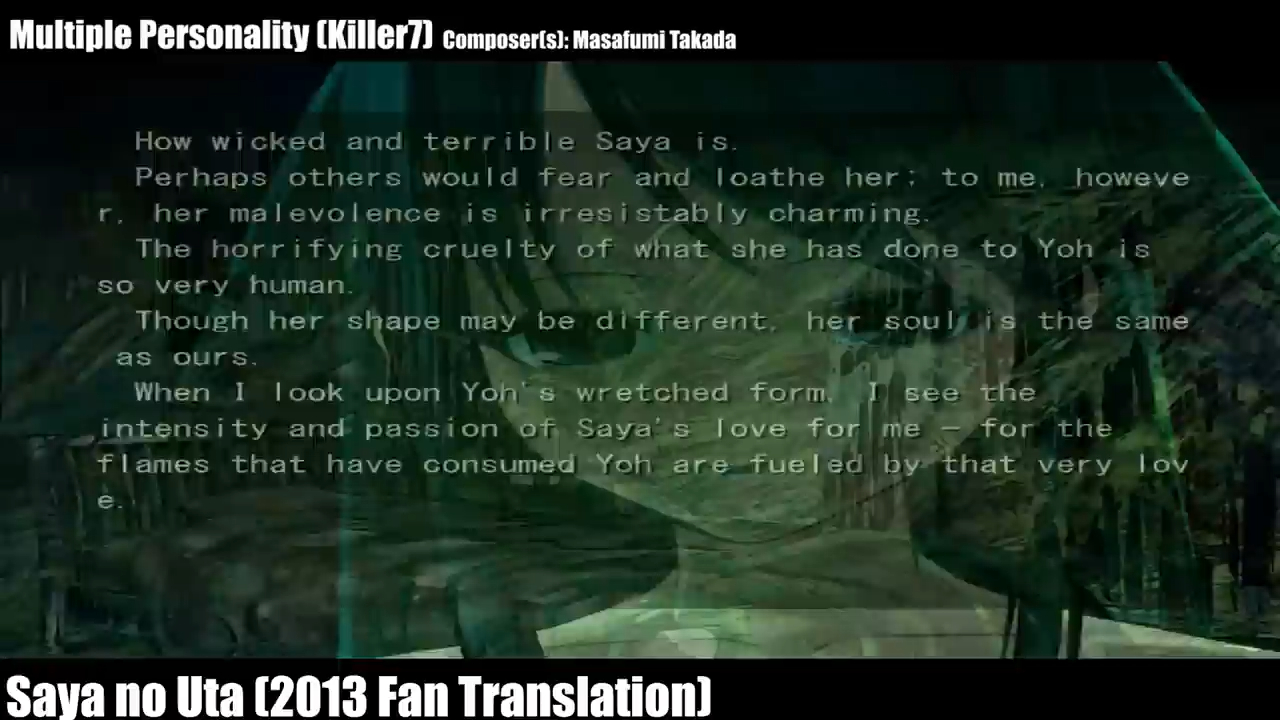 Multiple Personality (Killer7) Composer(s): Masafumi Takada
How wicked and terrible Saya is.
Perhaps others would fear and loathe her; to me, howeve
r, her malevolence is irresistably charming.
The horrifying cruelty of what she has done to Yoh is
so very human.
Though her shape may be different, her soul is the same
as ours.
When I look upon Yoh's wretched form, I see the
intensity and passion of Saya's love for me — for the
flames that have consumed Yoh are fueled by that very lov
e.
Saya no Uta (2013 Fan Translation)